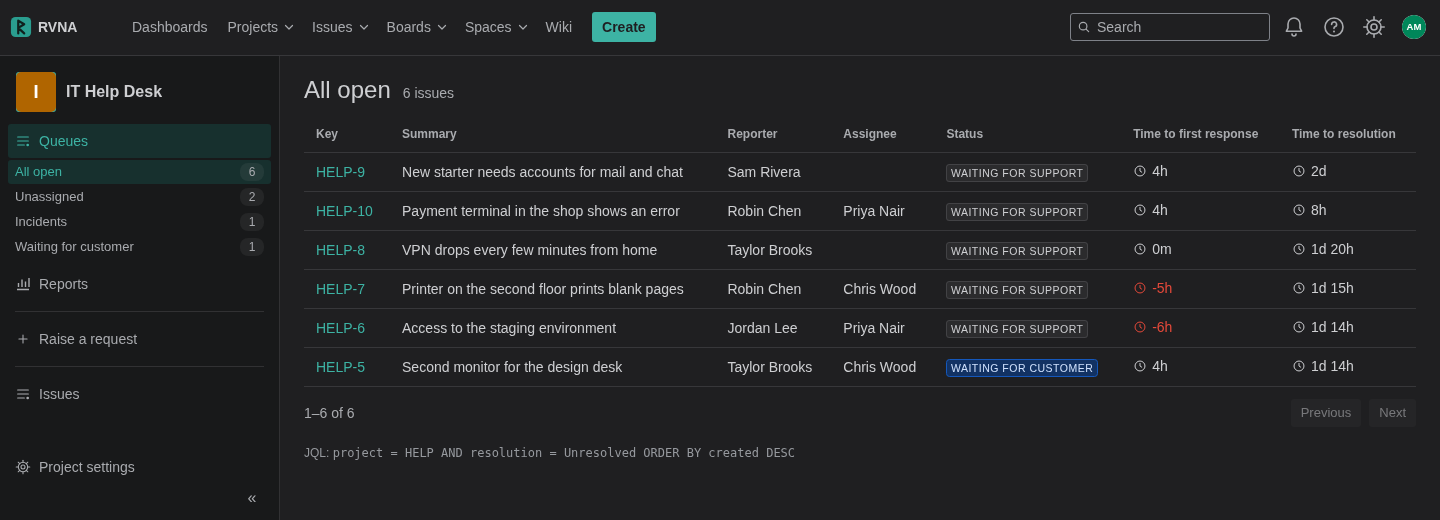 RVNA Dashboards Projects Issues Boards Spaces Wiki Create Search AM
I IT Help Desk
Queues
All open 6
Unassigned 2
Incidents 1
Waiting for customer 1
Reports
Raise a request
Issues
Project settings
«
All open 6 issues
Key Summary Reporter Assignee Status Time to first response Time to resolution
HELP-9 New starter needs accounts for mail and chat Sam Rivera WAITING FOR SUPPORT 4h 2d
HELP-10 Payment terminal in the shop shows an error Robin Chen Priya Nair WAITING FOR SUPPORT 4h 8h
HELP-8 VPN drops every few minutes from home Taylor Brooks WAITING FOR SUPPORT 0m 1d 20h
HELP-7 Printer on the second floor prints blank pages Robin Chen Chris Wood WAITING FOR SUPPORT -5h 1d 15h
HELP-6 Access to the staging environment Jordan Lee Priya Nair WAITING FOR SUPPORT -6h 1d 14h
HELP-5 Second monitor for the design desk Taylor Brooks Chris Wood WAITING FOR CUSTOMER 4h 1d 14h
1–6 of 6 Previous Next
JQL: project = HELP AND resolution = Unresolved ORDER BY created DESC